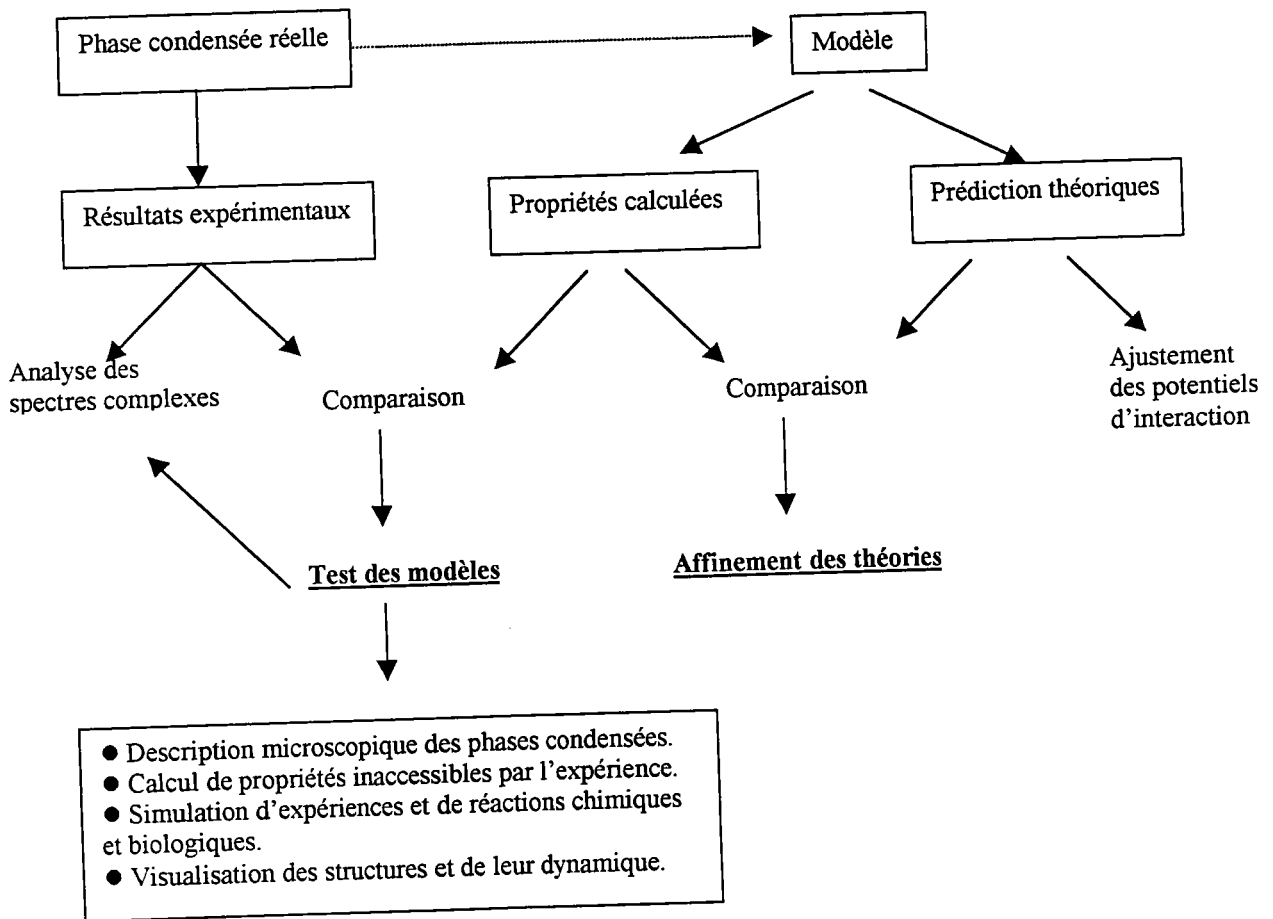 Phase condensée réelle
Modèle
Résultats expérimentaux
Propriétés calculées
Prédiction théoriques
Analyse des
spectres complexes
Comparaison
Comparaison
Ajustement
des potentiels
d'interaction
Test des modèles
Affinement des théories
● Description microscopique des phases condensées.
● Calcul de propriétés inaccessibles par l'expérience.
● Simulation d'expériences et de réactions chimiques
et biologiques.
● Visualisation des structures et de leur dynamique.